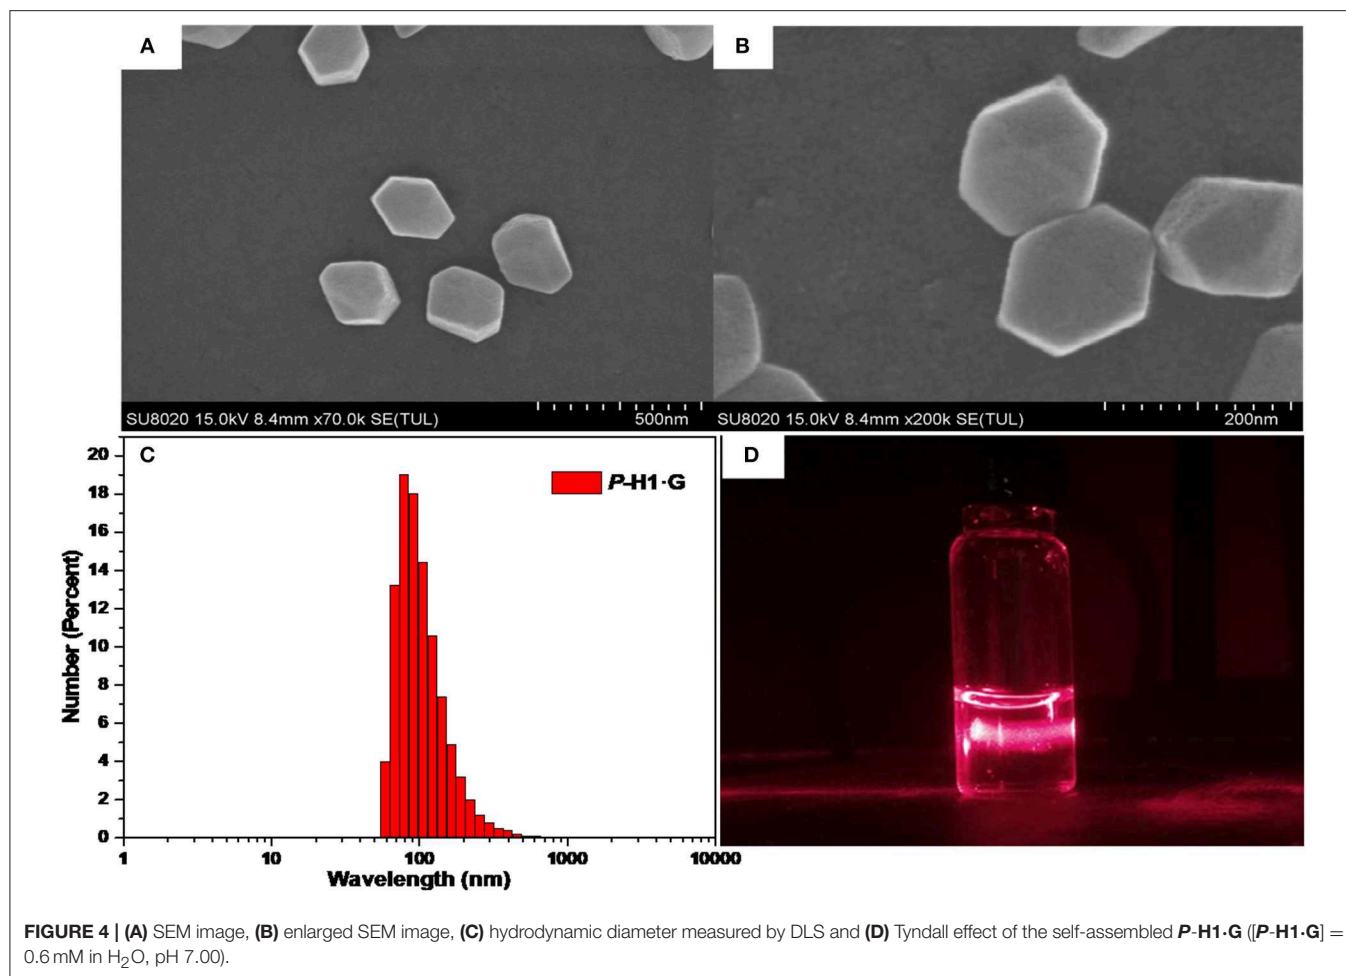 A
B
SU8020 15.0kV 8.4mm x70.0k SE(TUL) 500nm
SU8020 15.0kV 8.4mm x200k SE(TUL) 200nm
C
D
P-H1·G
20
18
16
14
12
10
8
6
4
2
0
Number (Percent)
1 10 100 1000 10000
Wavelength (nm)
FIGURE 4 | (A) SEM image, (B) enlarged SEM image, (C) hydrodynamic diameter measured by DLS and (D) Tyndall effect of the self-assembled P-H1·G ([P-H1·G] =
0.6 mM in H₂O, pH 7.00).